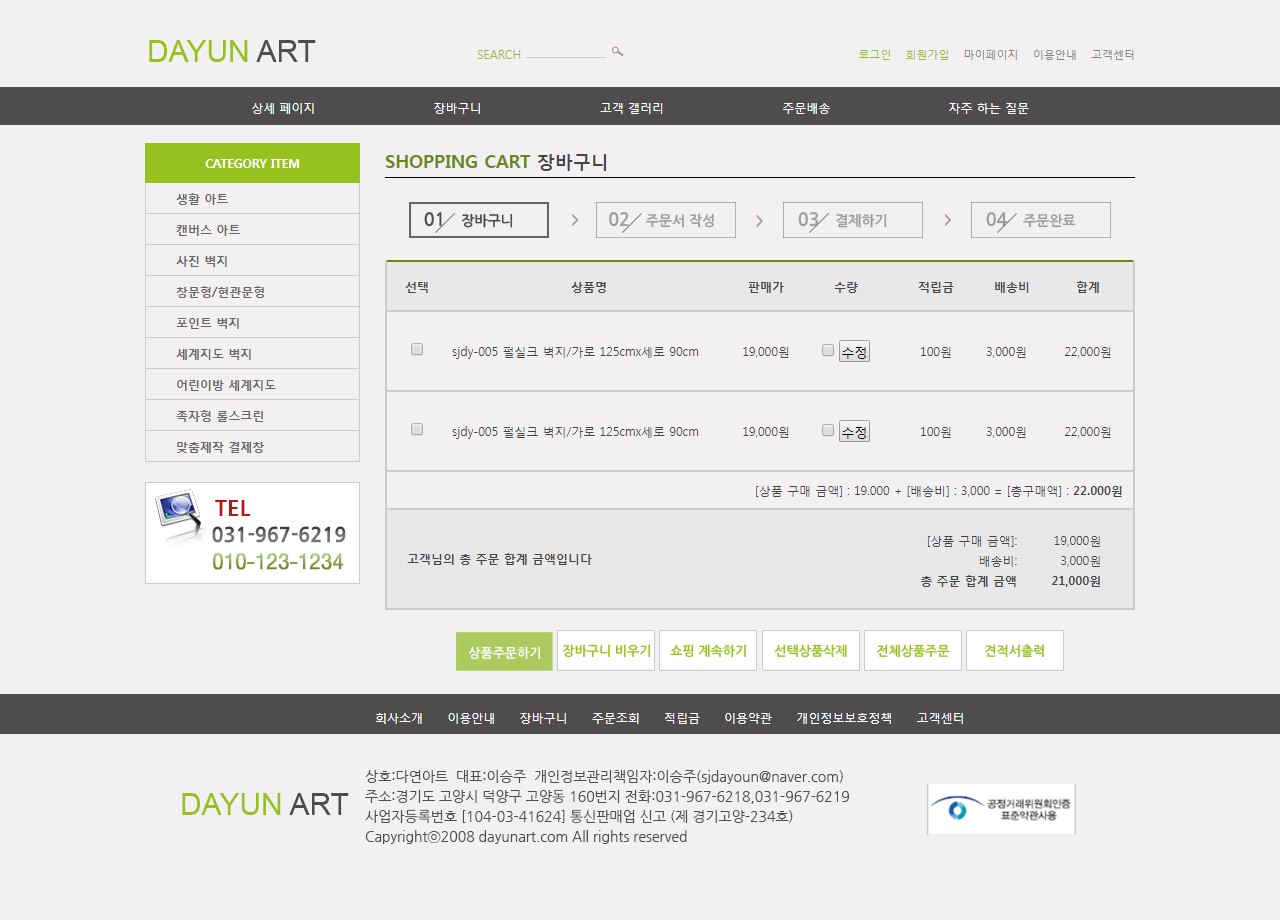 DAYUN ART
SEARCH
로그인 회원가입 마이페이지 이용안내 고객센터
상세 페이지 장바구니 고객 갤러리 주문배송 자주 하는 질문
CATEGORY ITEM
생활 아트
캔버스 아트
사진 벽지
창문형/현관문형
포인트 벽지
세계지도 벽지
어린이방 세계지도
족자형 롤스크린
맞춤제작 결제창
TEL
031-967-6219
010-123-1234
SHOPPING CART 장바구니
01/ 장바구니 > 02/ 주문서 작성 > 03/ 결제하기 > 04/ 주문완료
선택 상품명 판매가 수량 적립금 배송비 합계
sjdy-005 펄실크 벽지/가로 125cmx세로 90cm 19,000원 수정 100원 3,000원 22,000원
sjdy-005 펄실크 벽지/가로 125cmx세로 90cm 19,000원 수정 100원 3,000원 22,000원
[상품 구매 금액] : 19.000 + [배송비] : 3,000 = [총구매액] : 22.000원
고객님의 총 주문 합계 금액입니다
[상품 구매 금액]: 19,000원
배송비: 3,000원
총 주문 합계 금액 21,000원
상품주문하기 장바구니 비우기 쇼핑 계속하기 선택상품삭제 전체상품주문 견적서출력
회사소개 이용안내 장바구니 주문조회 적립금 이용약관 개인정보보호정책 고객센터
DAYUN ART
상호:다연아트 대표:이승주 개인정보관리책임자:이승주(sjdayoun@naver.com)
주소:경기도 고양시 덕양구 고양동 160번지 전화:031-967-6218,031-967-6219
사업자등록번호 [104-03-41624] 통신판매업 신고 (제 경기고양-234호)
Capyrightⓒ2008 dayunart.com All rights reserved
공정거래위원회인증
표준약관사용